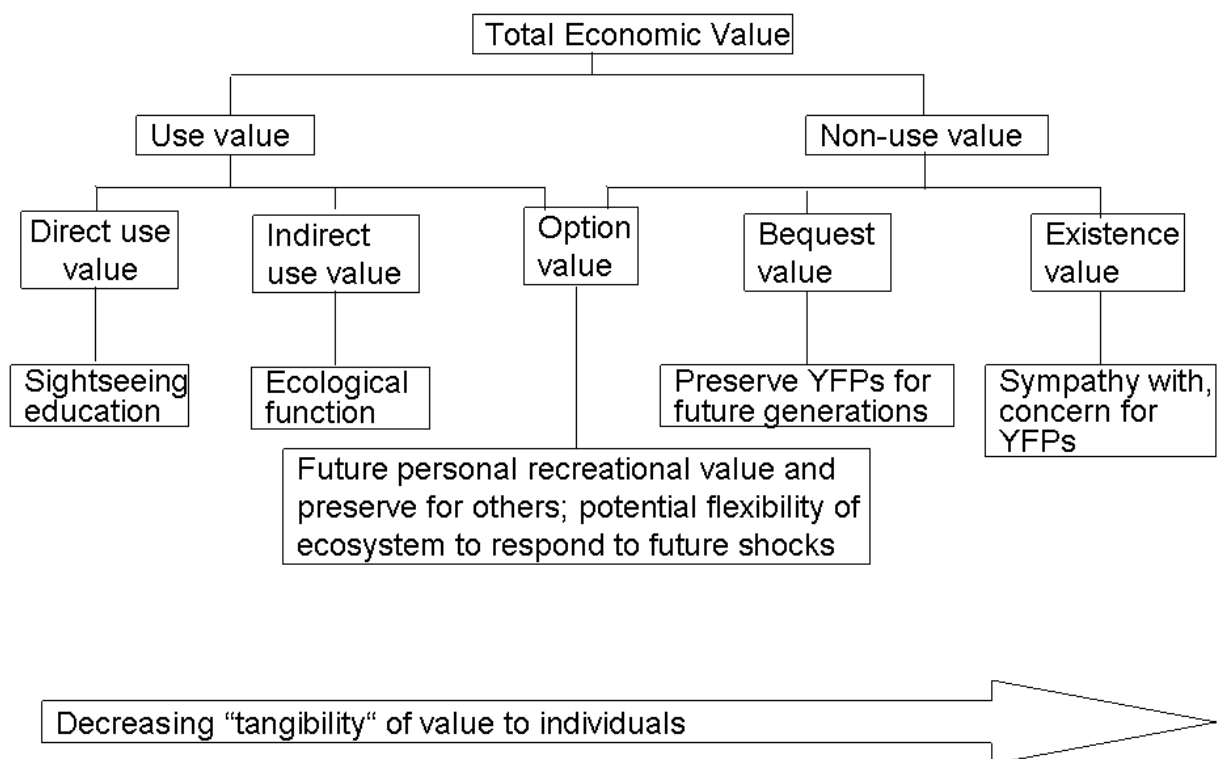 Total Economic Value
Use value
Non-use value
Direct use
value
Indirect
use value
Option
value
Bequest
value
Existence
value
Sightseeing
education
Ecological
function
Preserve YFPs for
future generations
Sympathy with,
concern for
YFPs
Future personal recreational value and
preserve for others; potential flexibility of
ecosystem to respond to future shocks
Decreasing “tangibility“ of value to individuals